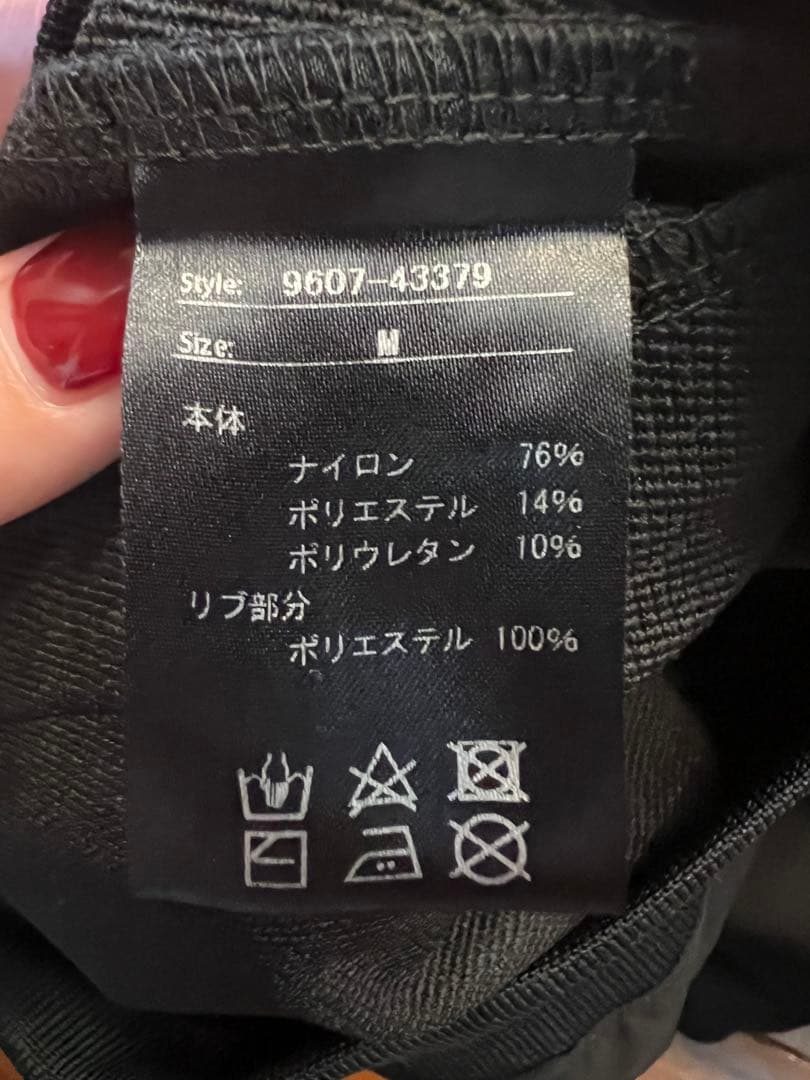 Style: 9607-43379
Size: M
本体
ナイロン 76%
ポリエステル 14%
ポリウレタン 10%
リブ部分
ポリエステル 100%